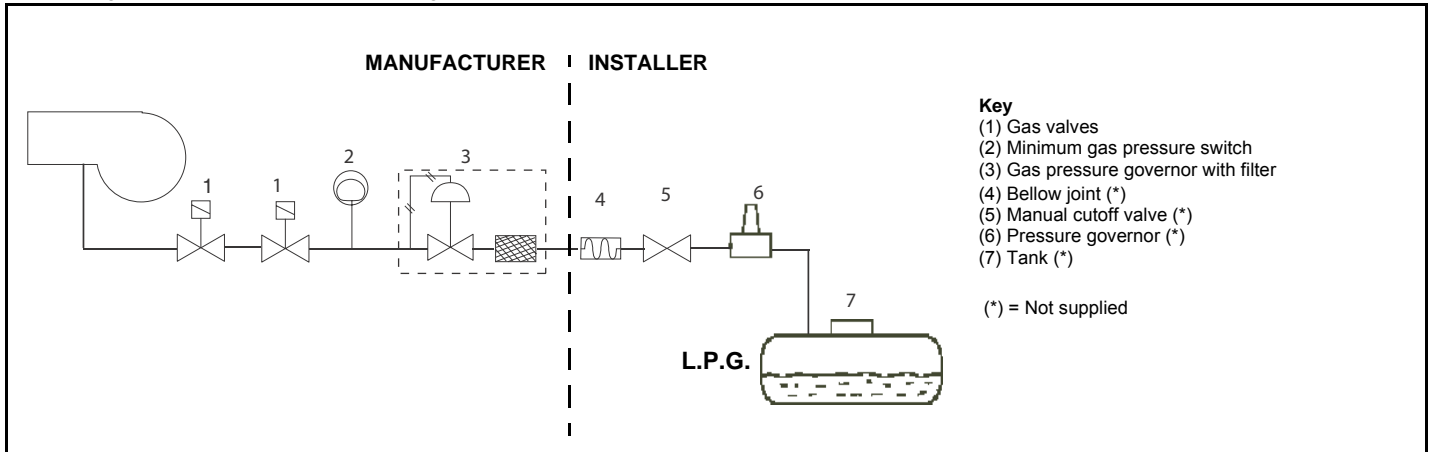 MANUFACTURER INSTALLER
1 1 2 3 4 5 6
7
L.P.G.
Key
(1) Gas valves
(2) Minimum gas pressure switch
(3) Gas pressure governor with filter
(4) Bellow joint (*)
(5) Manual cutoff valve (*)
(6) Pressure governor (*)
(7) Tank (*)
(*) = Not supplied